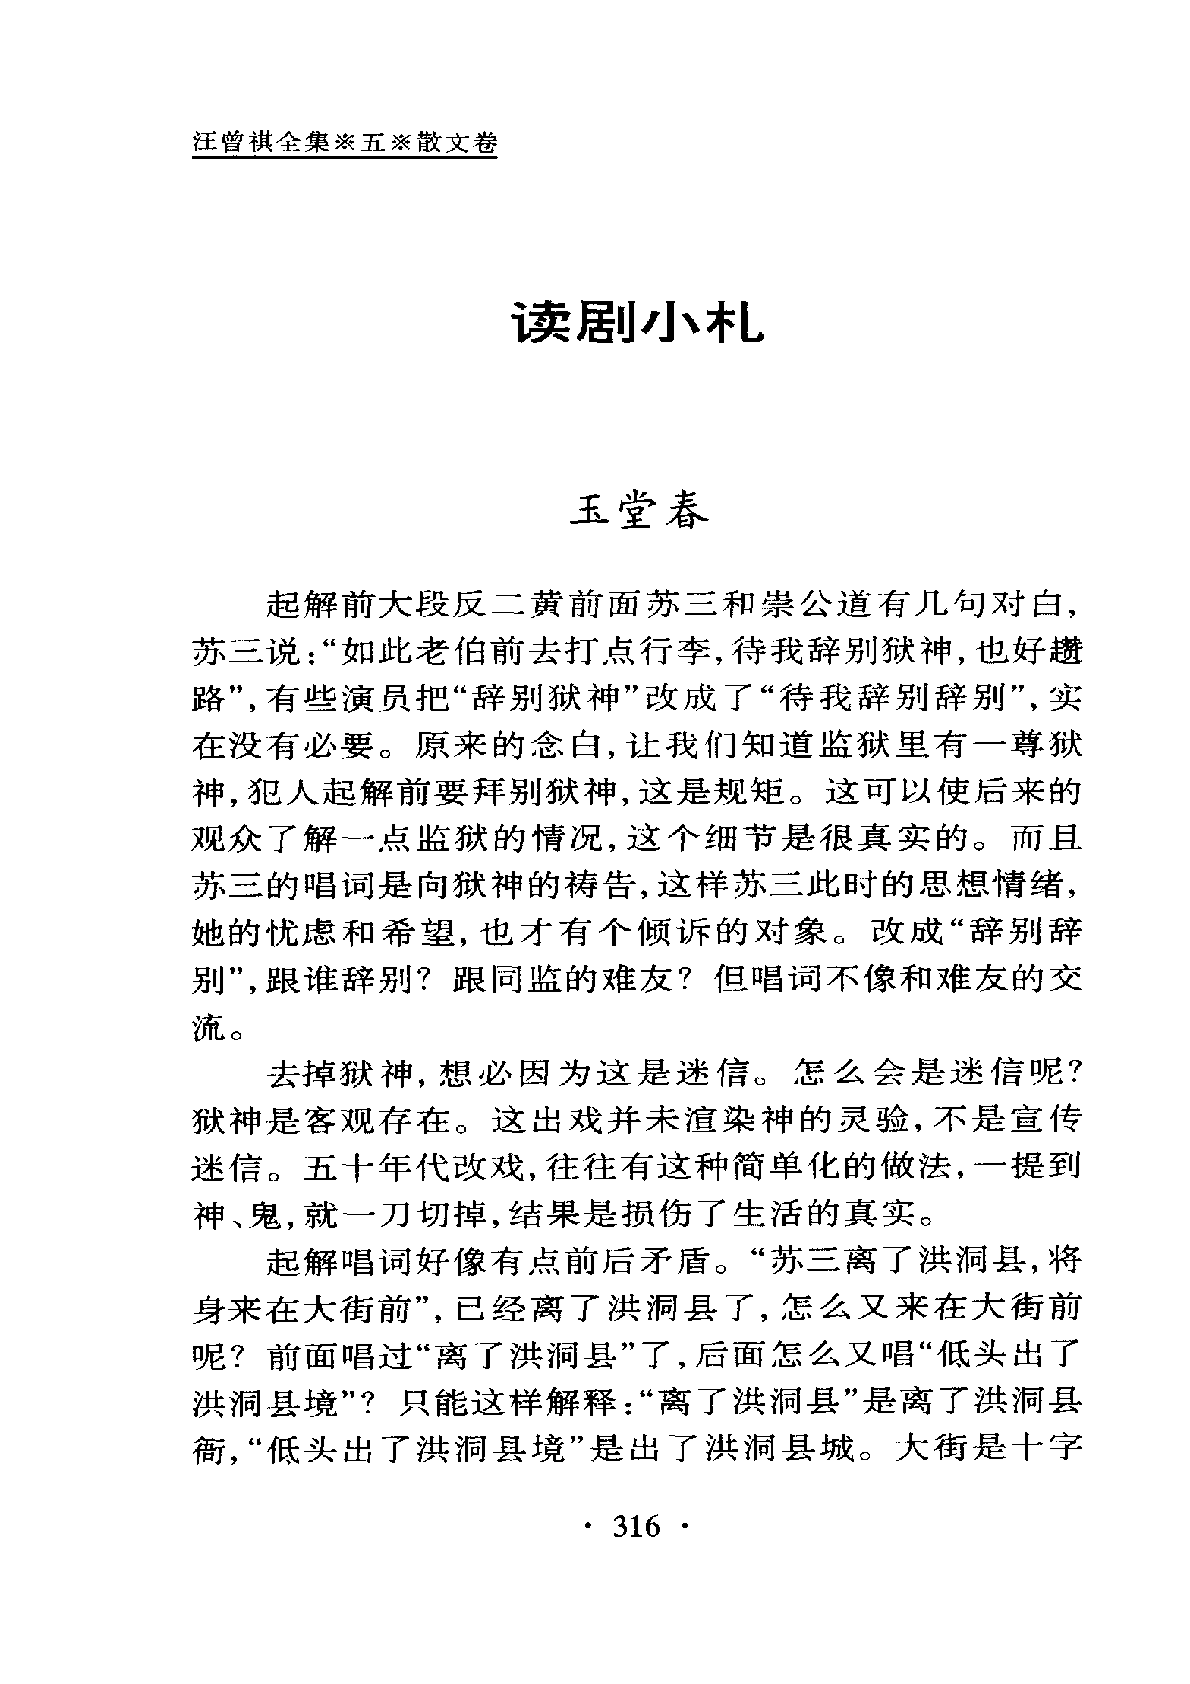 汪曾祺全集※五※散文卷
读剧小札
玉堂春
起解前大段反二黄前面苏三和崇公道有几句对白，
苏三说：“如此老伯前去打点行李，待我辞别狱神，也好趱
路”，有些演员把“辞别狱神”改成了“待我辞别辞别”，实
在没有必要。原来的念白，让我们知道监狱里有一尊狱
神，犯人起解前要拜别狱神，这是规矩。这可以使后来的
观众了解一点监狱的情况，这个细节是很真实的。而且
苏三的唱词是向狱神的祷告，这样苏三此时的思想情绪，
她的忧虑和希望，也才有个倾诉的对象。改成“辞别辞
别”，跟谁辞别？跟同监的难友？但唱词不像和难友的交
流。
去掉狱神，想必因为这是迷信。怎么会是迷信呢？
狱神是客观存在。这出戏并未渲染神的灵验，不是宣传
迷信。五十年代改戏，往往有这种简单化的做法，一提到
神、鬼，就一刀切掉，结果是损伤了生活的真实。
起解唱词好像有点前后矛盾。“苏三离了洪洞县，将
身来在大街前”，已经离了洪洞县了，怎么又来在大街前
呢？前面唱过“离了洪洞县”了，后面怎么又唱“低头出了
洪洞县境”？只能这样解释：“离了洪洞县”是离了洪洞县
衙，“低头出了洪洞县境”是出了洪洞县城。大街是十字
· 316 ·